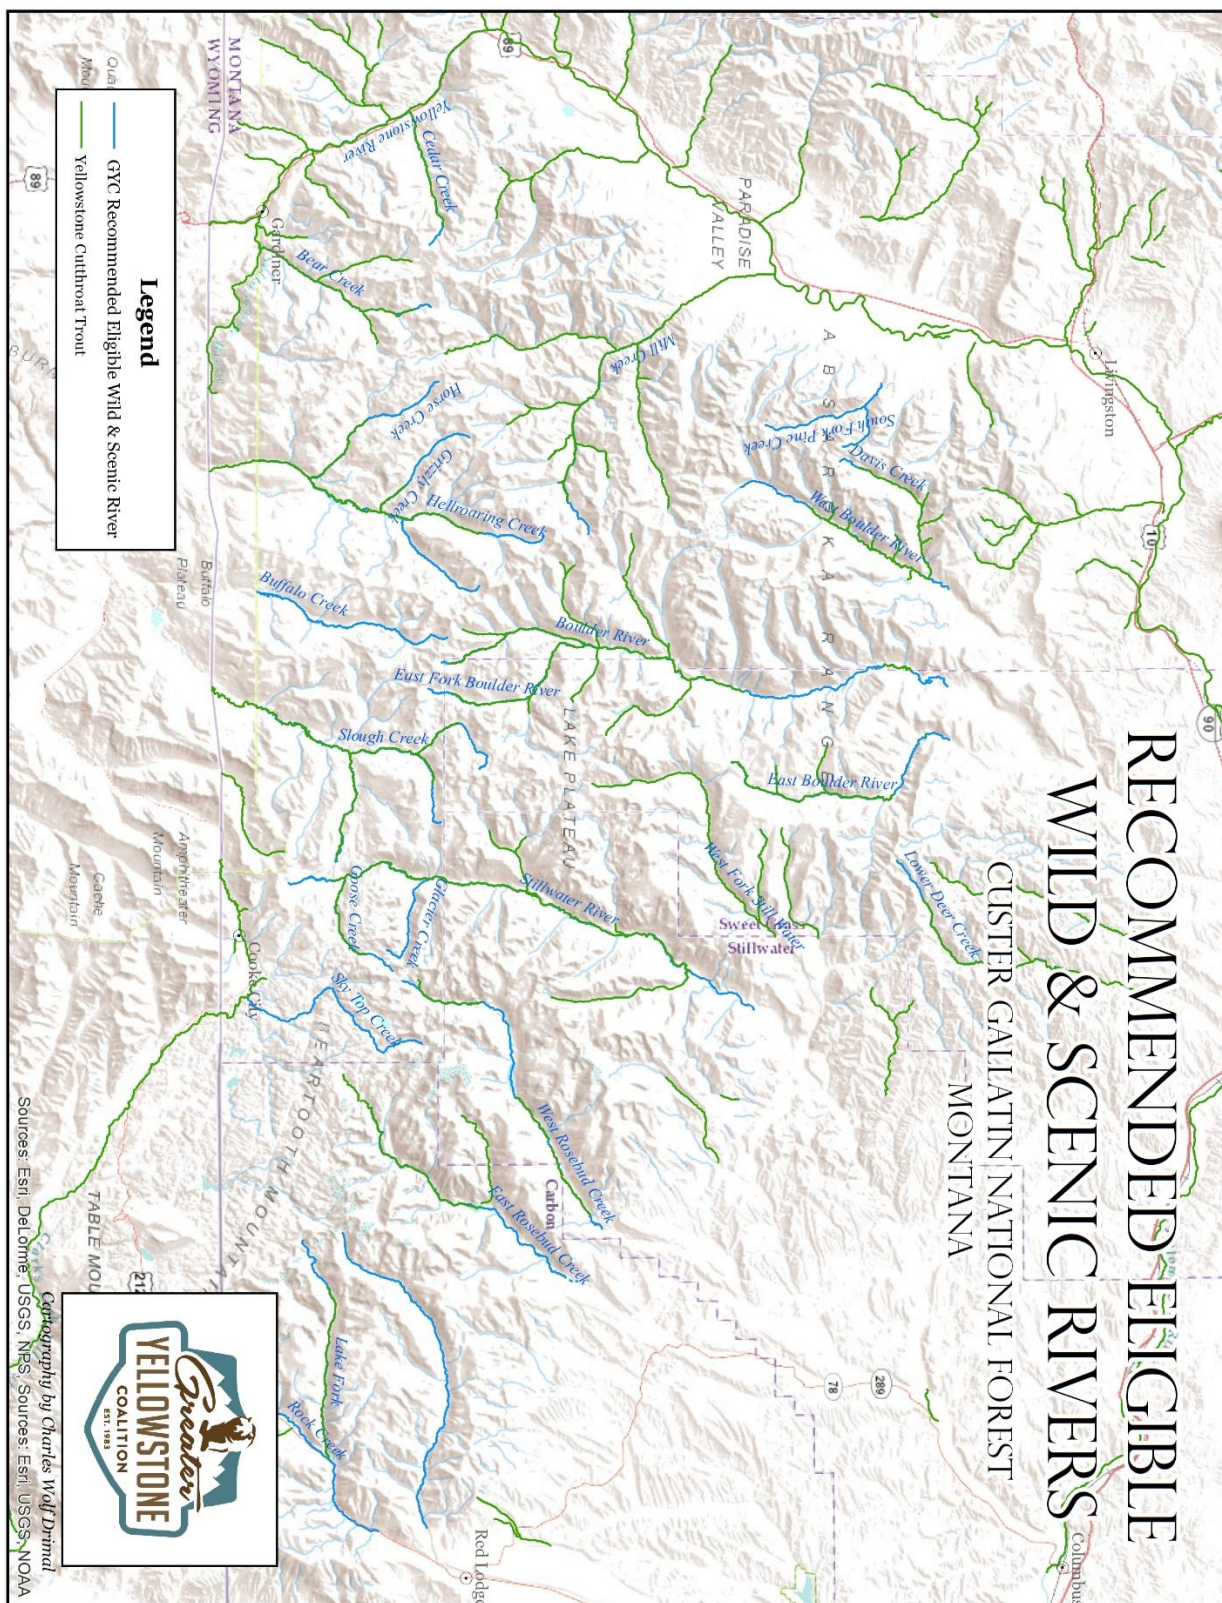 RECOMMENDED ELIGIBLE
WILD & SCENIC RIVERS
CUSTER GALLATIN NATIONAL FOREST
MONTANA
Livingston
10
90
89
Columbus
289
78
Red Lodge
PARADISE
VALLEY
ABSAROKA RANGE
South Fork Pine Creek
Davis Creek
West Boulder River
Lower Deer Creek
East Boulder River
West Fork Still Water
Sweet Grass
Stillwater
Mill Creek
Boulder River
East Fork Boulder River
LAKE PLATEAU
Stillwater River
West Rosebud Creek
East Rosebud Creek
Carbon
Yellowstone River
Cedar Creek
Bear Creek
Gardiner
Horse Creek
Grizzly Creek
Hellroaring Creek
Buffalo Creek
Slough Creek
Goose Creek
Glacier Creek
Sky Top Creek
Cooke City
BEARTOOTH
Lake Fork
Rock Creek
MONTANA
WYOMING
89
Buffalo
Plateau
Amphitheater
Mountain
Cache
Mountain
TABLE
212
Legend
GYC Recommended Eligible Wild & Scenic River
Yellowstone Cutthroat Trout
Greater
YELLOWSTONE
COALITION
EST. 1983
Cartography by Charles Wolf Drimal
Sources: Esri, DeLorme, USGS, NPS, Sources: Esri, USGS, NOAA